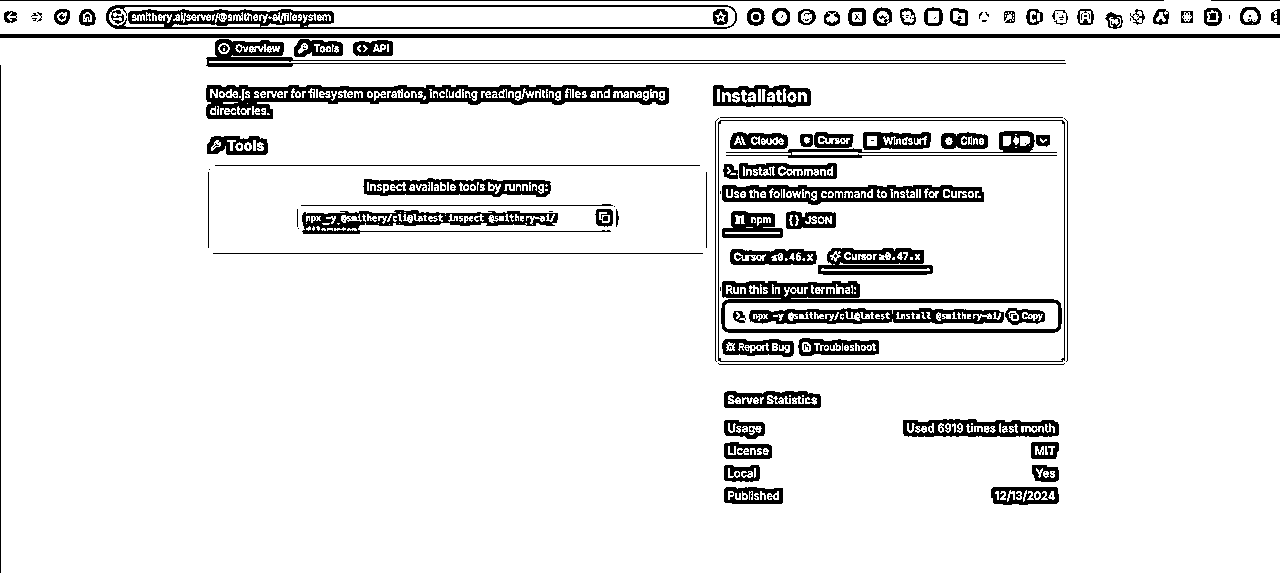 smithery.ai/server/@smithery-ai/filesystem
Overview Tools API
Node.js server for filesystem operations, including reading/writing files and managing
directories.
Tools
Inspect available tools by running:
npx -y @smithery/cli@latest inspect @smithery-ai/
Installation
Claude Cursor Windsurf Cline
Install Command
Use the following command to install for Cursor.
npm {} JSON
Cursor ≤0.46.x Cursor ≥0.47.x
Run this in your terminal:
npx -y @smithery/cli@latest install @smithery-ai/ Copy
Report Bug Troubleshoot
Server Statistics
Usage Used 6919 times last month
License MIT
Local Yes
Published 12/13/2024